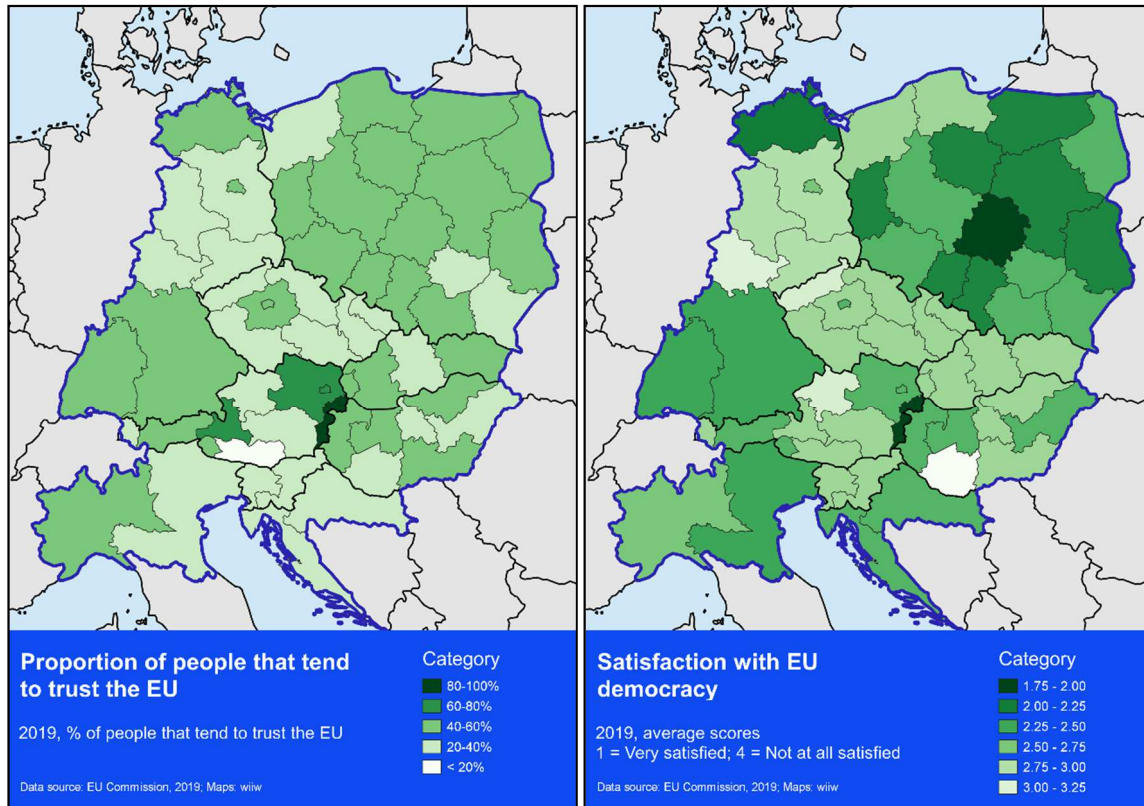 Proportion of people that tend
to trust the EU
2019, % of people that tend to trust the EU
Data source: EU Commission, 2019; Maps: wiiw
Category
80-100%
60-80%
40-60%
20-40%
< 20%
Satisfaction with EU
democracy
2019, average scores
1 = Very satisfied; 4 = Not at all satisfied
Data source: EU Commission, 2019; Maps: wiiw
Category
1.75 - 2.00
2.00 - 2.25
2.25 - 2.50
2.50 - 2.75
2.75 - 3.00
3.00 - 3.25